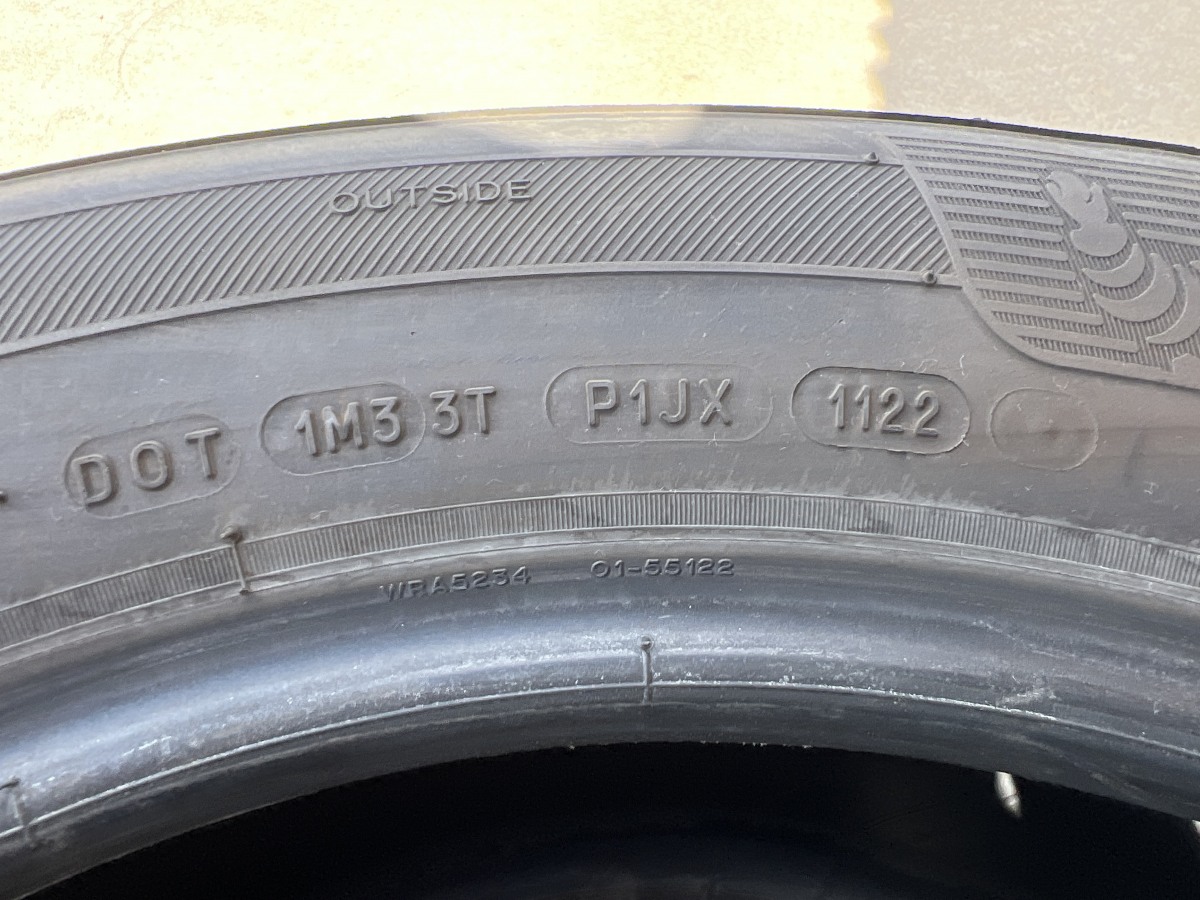 OUTSIDE
DOT 1M3 3T P1JX 1122
WRA5234 01-55122